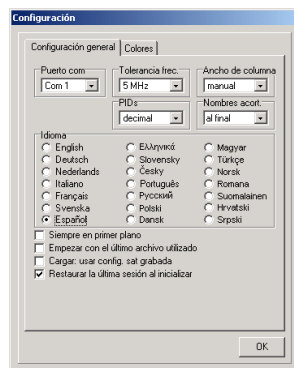 Configuración
Configuración general
Colores
Puerto com
Tolerancia frec.
Ancho de columna
Com 1
5 MHz
manual
PIDs
Nombres acort.
decimal
al final
Idioma
English
Ελληνικά
Magyar
Deutsch
Slovensky
Türkçe
Nederlands
Česky
Norsk
Italiano
Português
Romana
Français
Русский
Suomalainen
Svenska
Polski
Hrvatski
Español
Dansk
Srpski
Siempre en primer plano
Empezar con el último archivo utilizado
Cargar: usar config. sat grabada
Restaurar la última sesión al inicializar
OK